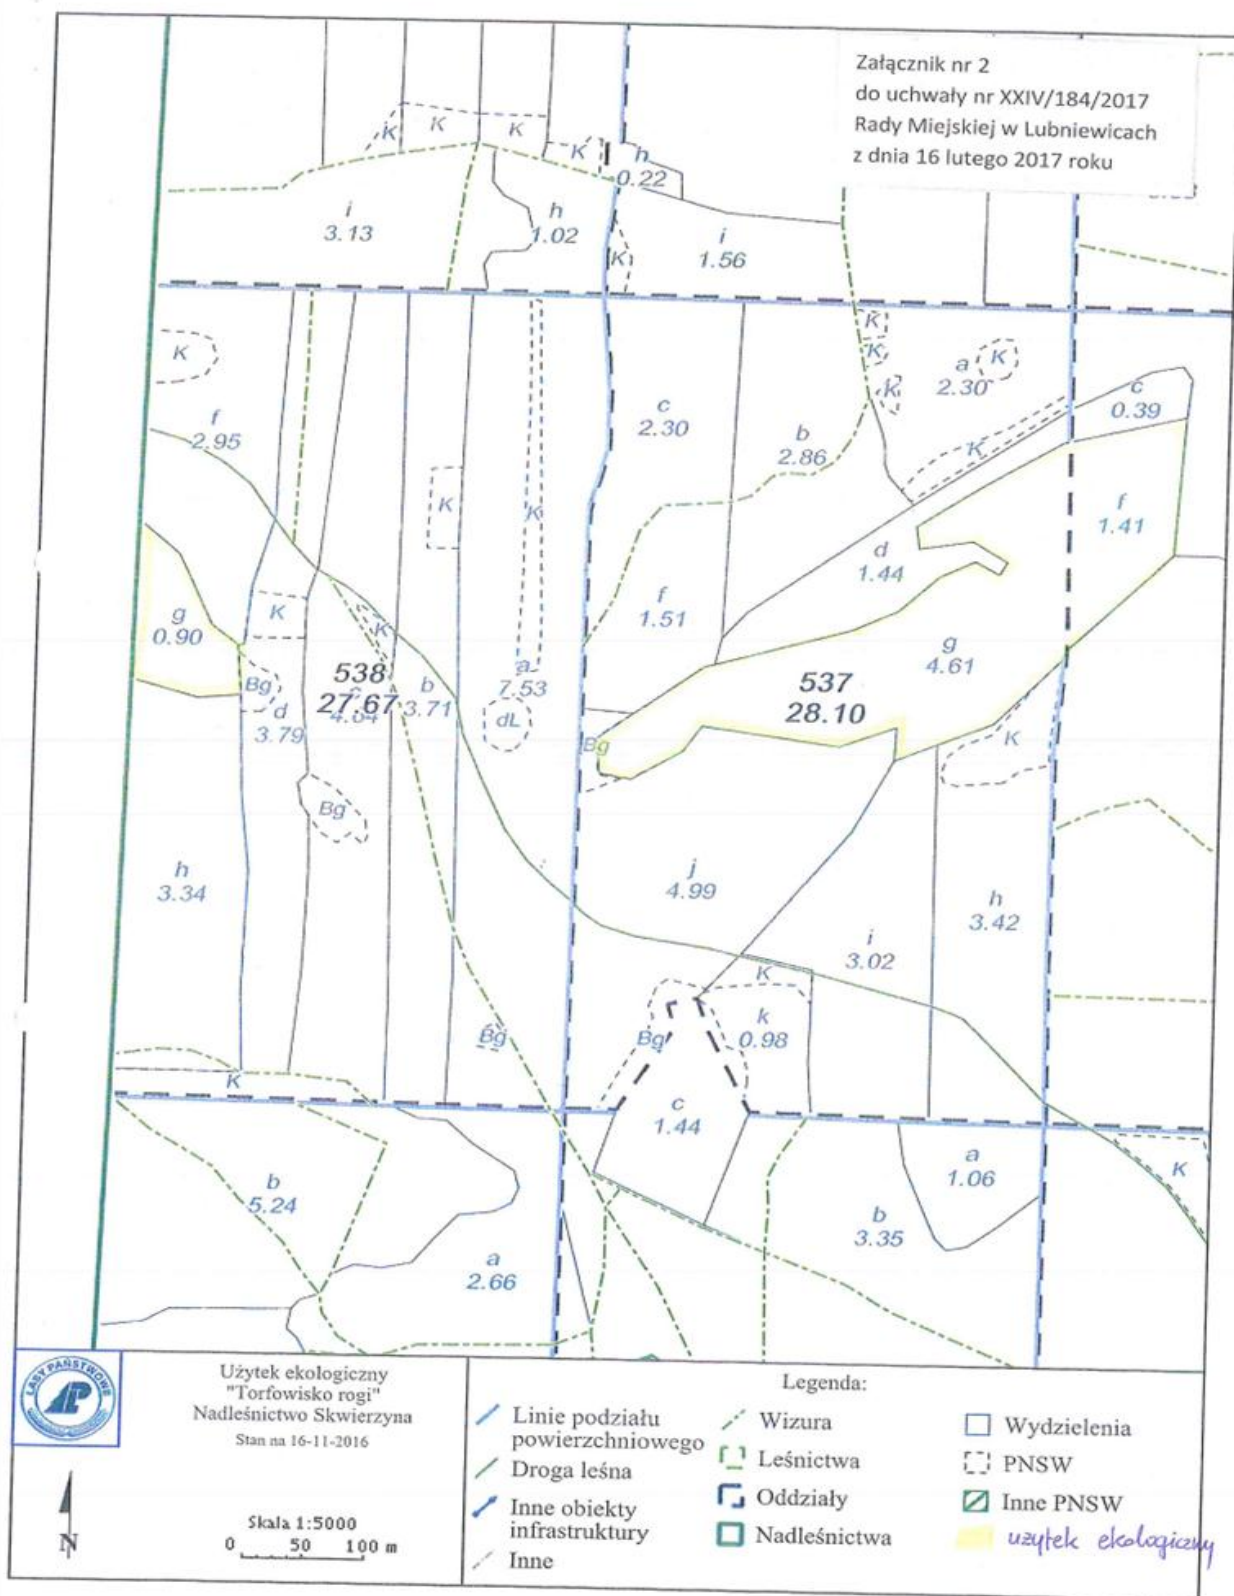 Załącznik nr 2
do uchwały nr XXIV/184/2017
Rady Miejskiej w Lubniewicach
z dnia 16 lutego 2017 roku
K
K
K
K
h
0.22
i
3.13
h
1.02
K
i
1.56
K
f
2.95
c
2.30
b
2.86
K
K
K
a
2.30
K
c
0.39
K
K
K
f
1.41
d
1.44
g
0.90
K
K
f
1.51
g
4.61
Bg
d
3.79
538
27.67
b
3.71
a
7.53
dL
537
28.10
Bg
K
Bg
h
3.34
j
4.99
h
3.42
i
3.02
K
Bg
Bg
k
0.98
K
c
1.44
a
1.06
K
b
5.24
b
3.35
a
2.66
LASY PAŃSTWOWE
Użytek ekologiczny
"Torfowisko rogi"
Nadleśnictwo Skwierzyna
Stan na 16-11-2016
N
Skala 1:5000
0 50 100 m
Legenda:
Linie podziału
powierzchniowego
Droga leśna
Inne obiekty
infrastruktury
Inne
Wizura
Leśnictwa
Oddziały
Nadleśnictwa
Wydzielenia
PNSW
Inne PNSW
użytek ekologiczny